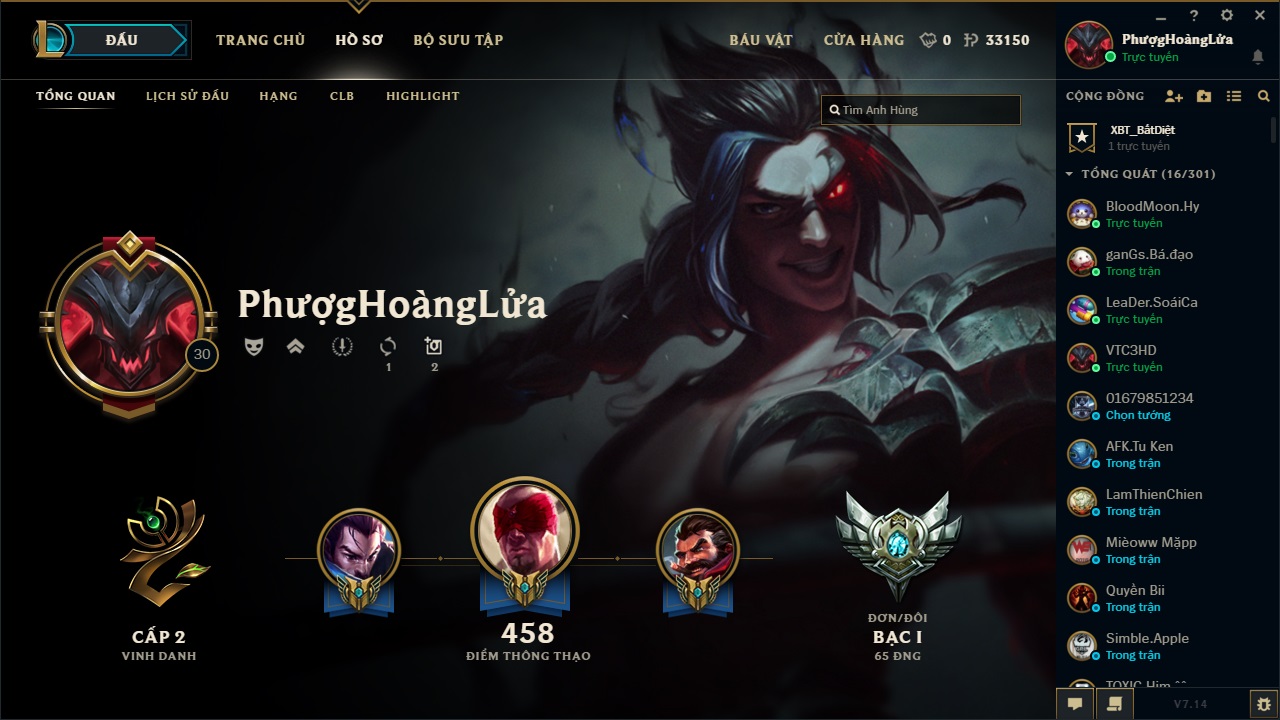 ĐẤU
TRANG CHỦ
HỒ SƠ
BỘ SƯU TẬP
BÁU VẬT
CỬA HÀNG
0
33150
PhượgHoàngLửa
Trực tuyến
TỔNG QUAN
LỊCH SỬ ĐẤU
HẠNG
CLB
HIGHLIGHT
Tìm Anh Hùng
CỘNG ĐỒNG
XBT_BấtDiệt
1 trực tuyến
TỔNG QUÁT (16/301)
BloodMoon.Hy
Trực tuyến
ganGs.Bá.đạo
Trong trận
LeaDer.SoáiCa
Trực tuyến
VTC3HD
Trực tuyến
01679851234
Chọn tướng
AFK.Tu Ken
Trong trận
LamThienChien
Trong trận
Mièoww Mặpp
Trong trận
Quyền Bii
Trong trận
Simble.Apple
Trong trận
TOXIC Him ^^
V7.14
PhượgHoàngLửa
30
1
2
CẤP 2
VINH DANH
458
ĐIỂM THÔNG THẠO
ĐƠN/ĐÔI
BẠC I
65 ĐNG